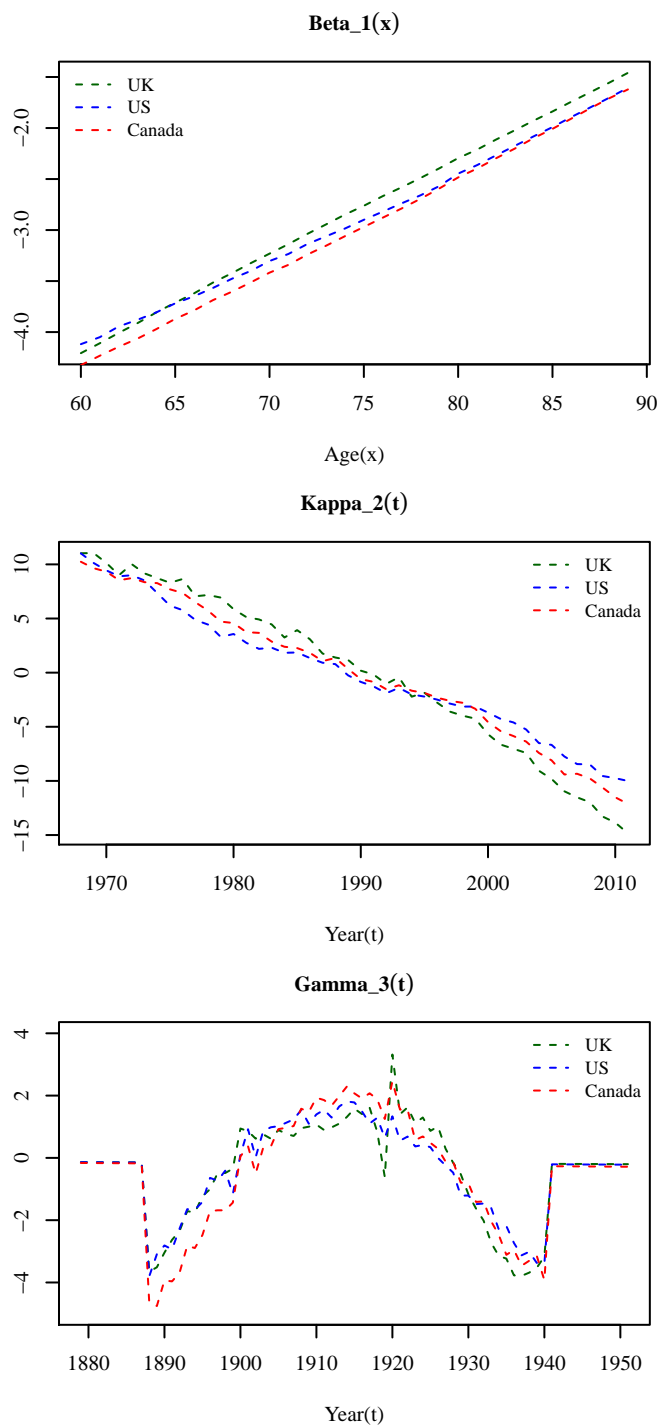 Beta_1(x)
UK
US
Canada
−2.0
−3.0
−4.0
60 65 70 75 80 85 90
Age(x)
Kappa_2(t)
UK
US
Canada
10
5
0
−5
−10
−15
1970 1980 1990 2000 2010
Year(t)
Gamma_3(t)
UK
US
Canada
4
2
0
−2
−4
1880 1890 1900 1910 1920 1930 1940 1950
Year(t)